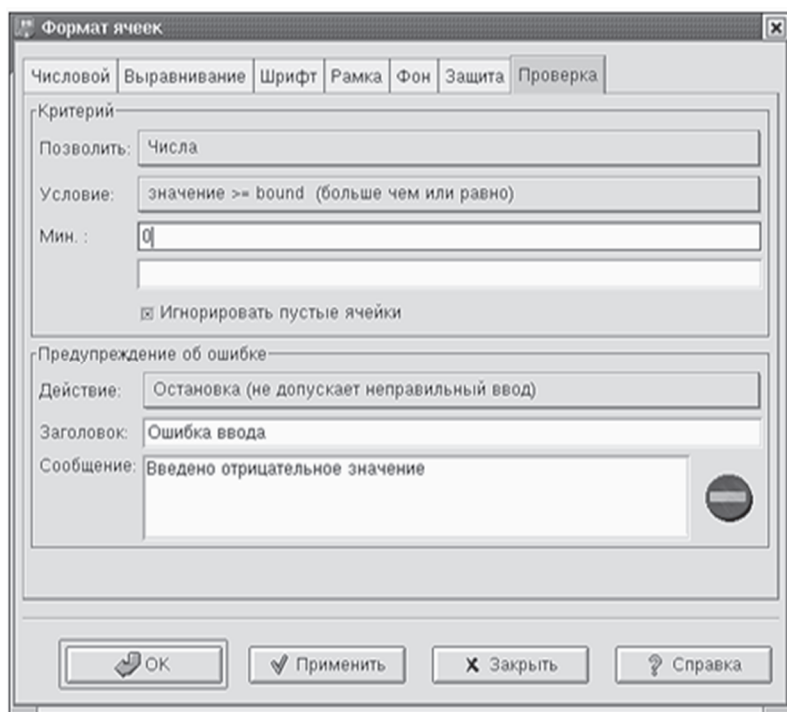 Формат ячеек
Числовой Выравнивание Шрифт Рамка Фон Защита Проверка
Критерий
Позволить: Числа
Условие: значение >= bound (больше чем или равно)
Мин. : 0
Игнорировать пустые ячейки
Предупреждение об ошибке
Действие: Остановка (не допускает неправильный ввод)
Заголовок: Ошибка ввода
Сообщение: Введено отрицательное значение
OK Применить Закрыть Справка